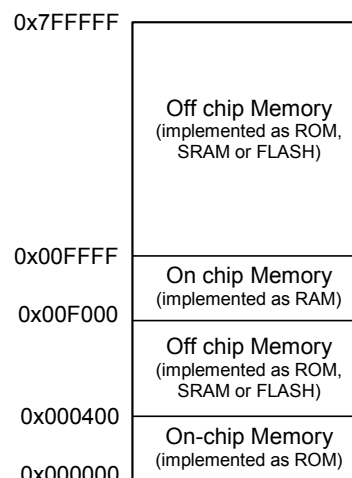 0x7FFFFF
Off chip Memory
(implemented as ROM,
SRAM or FLASH)
0x00FFFF
On chip Memory
(implemented as RAM)
0x00F000
Off chip Memory
(implemented as ROM,
SRAM or FLASH)
0x000400
On-chip Memory
(implemented as ROM)
0x000000